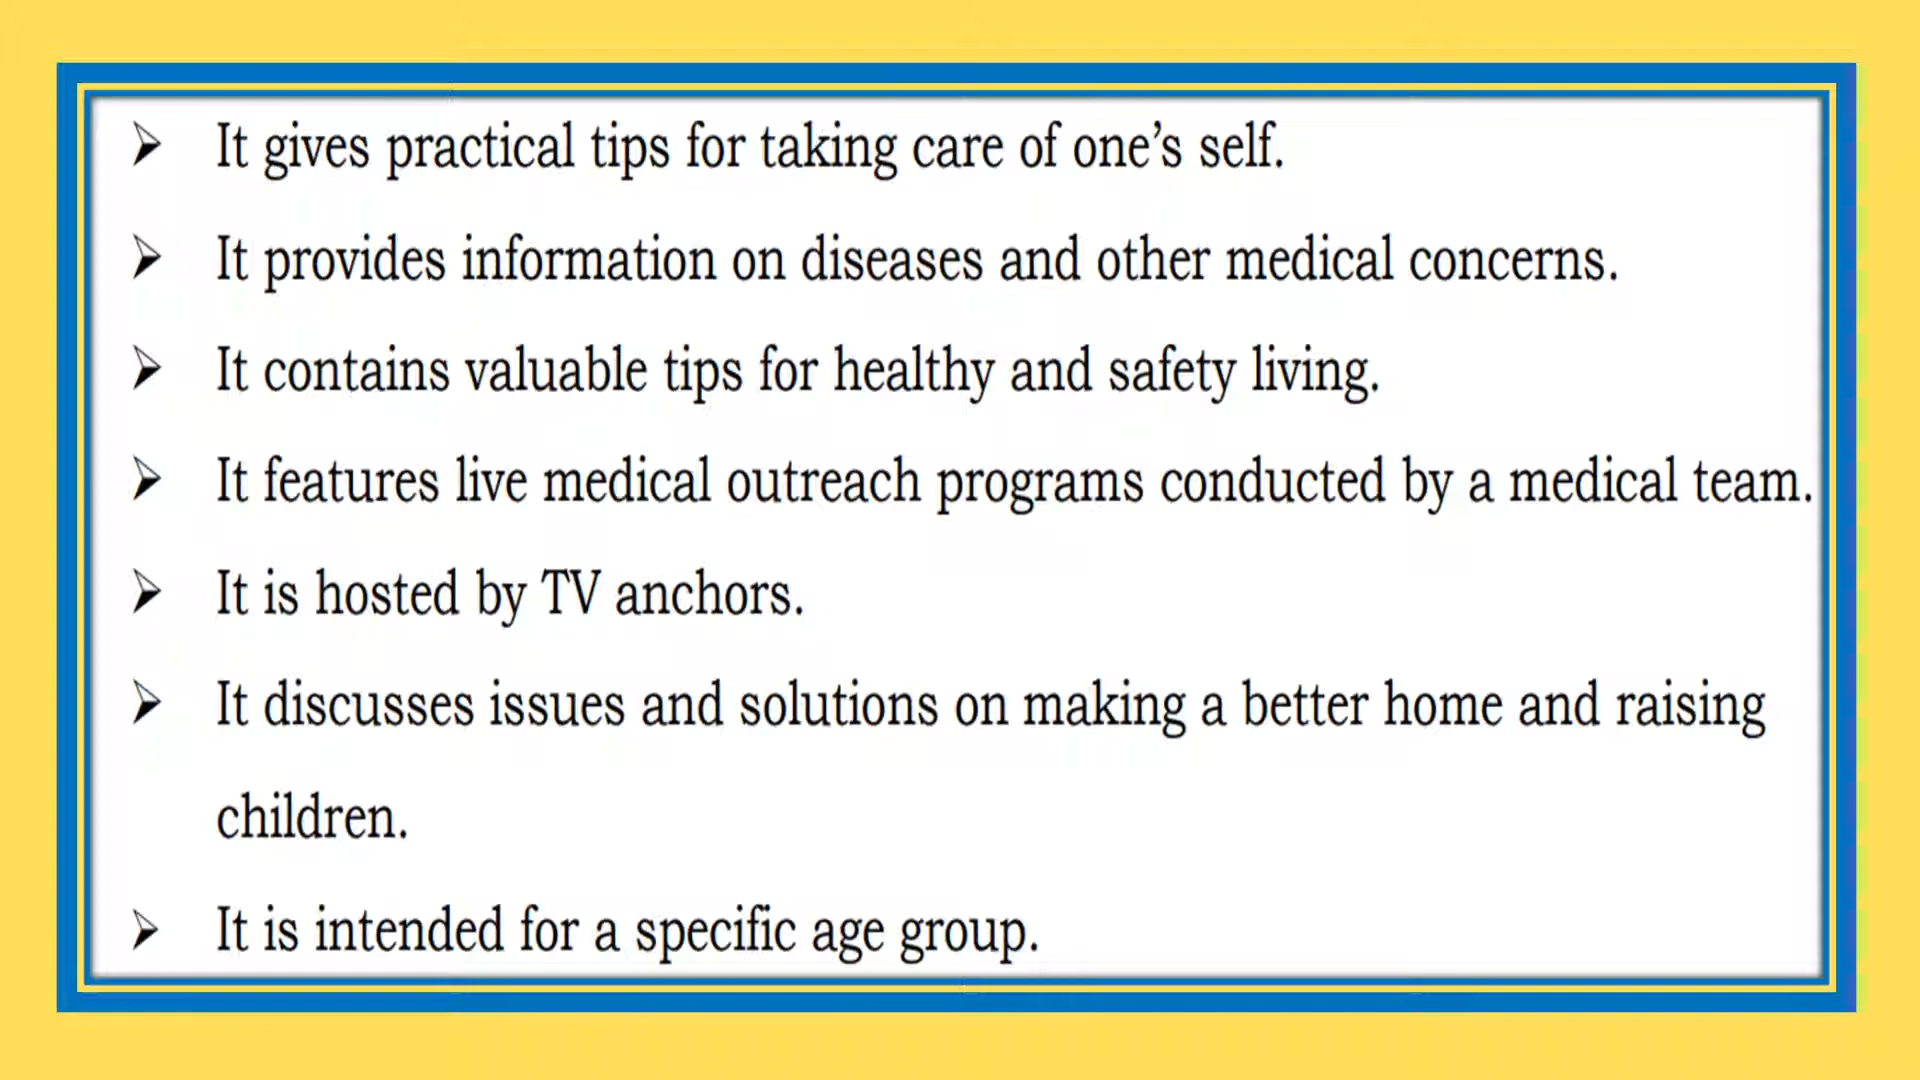 ➢ It gives practical tips for taking care of one’s self.
➢ It provides information on diseases and other medical concerns.
➢ It contains valuable tips for healthy and safety living.
➢ It features live medical outreach programs conducted by a medical team.
➢ It is hosted by TV anchors.
➢ It discusses issues and solutions on making a better home and raising
children.
➢ It is intended for a specific age group.